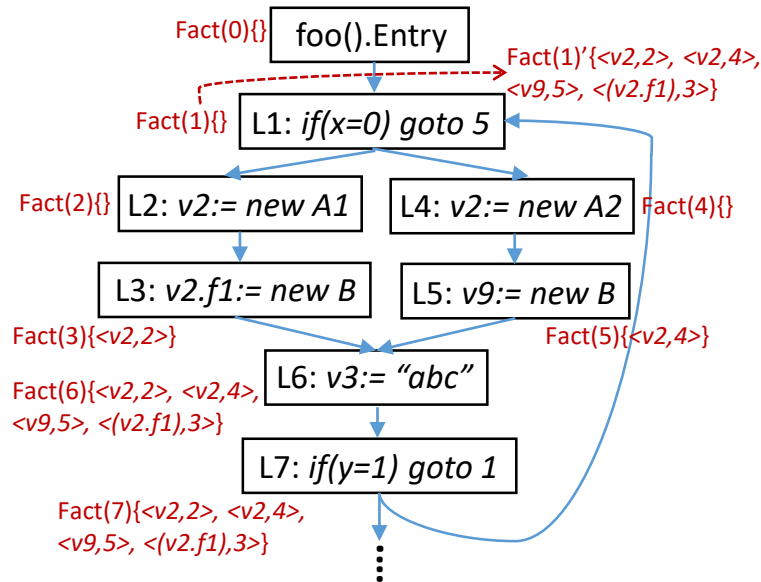 Fact(0){}
foo().Entry
Fact(1)’{<v2,2>, <v2,4>,
<v9,5>, <(v2.f1),3>}
Fact(1){}
L1: if(x=0) goto 5
Fact(2){}
L2: v2:= new A1
L4: v2:= new A2
Fact(4){}
L3: v2.f1:= new B
L5: v9:= new B
Fact(3){<v2,2>}
Fact(5){<v2,4>}
L6: v3:= “abc”
Fact(6){<v2,2>, <v2,4>,
<v9,5>, <(v2.f1),3>}
L7: if(y=1) goto 1
Fact(7){<v2,2>, <v2,4>,
<v9,5>, <(v2.f1),3>}